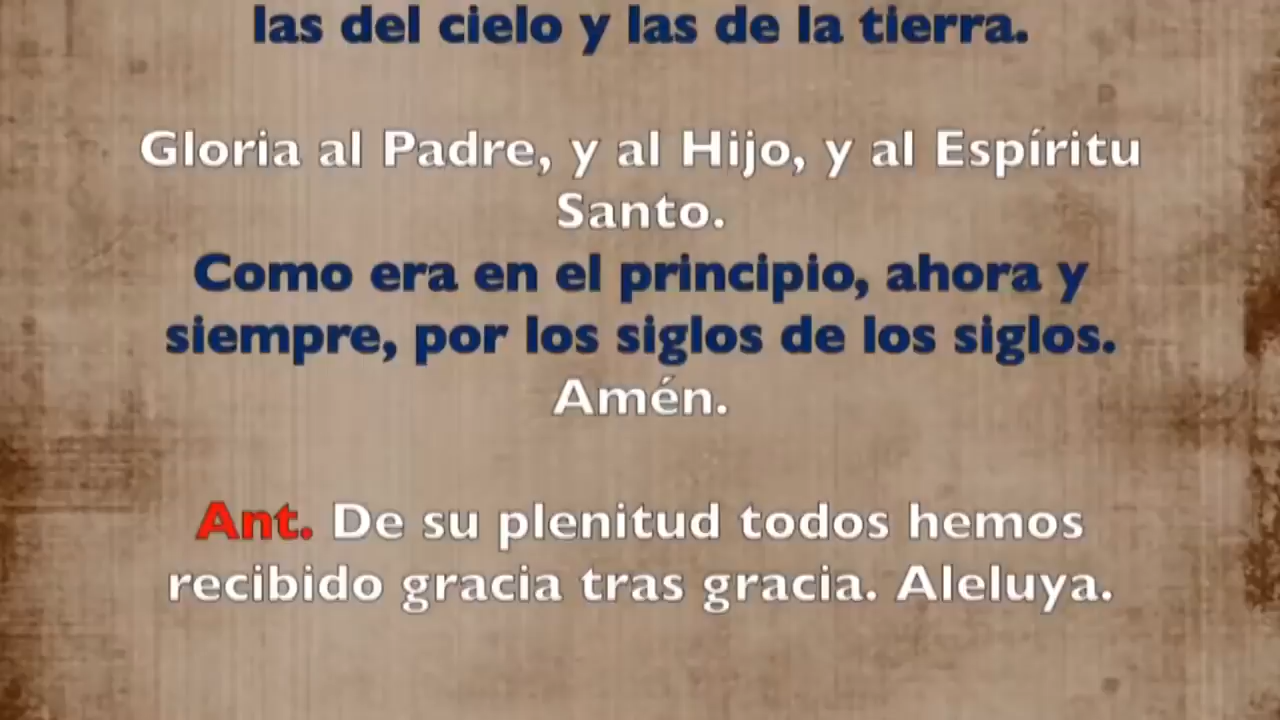 las del cielo y las de la tierra.
Gloria al Padre, y al Hijo, y al Espíritu
Santo.
Como era en el principio, ahora y
siempre, por los siglos de los siglos.
Amén.
Ant. De su plenitud todos hemos
recibido gracia tras gracia. Aleluya.